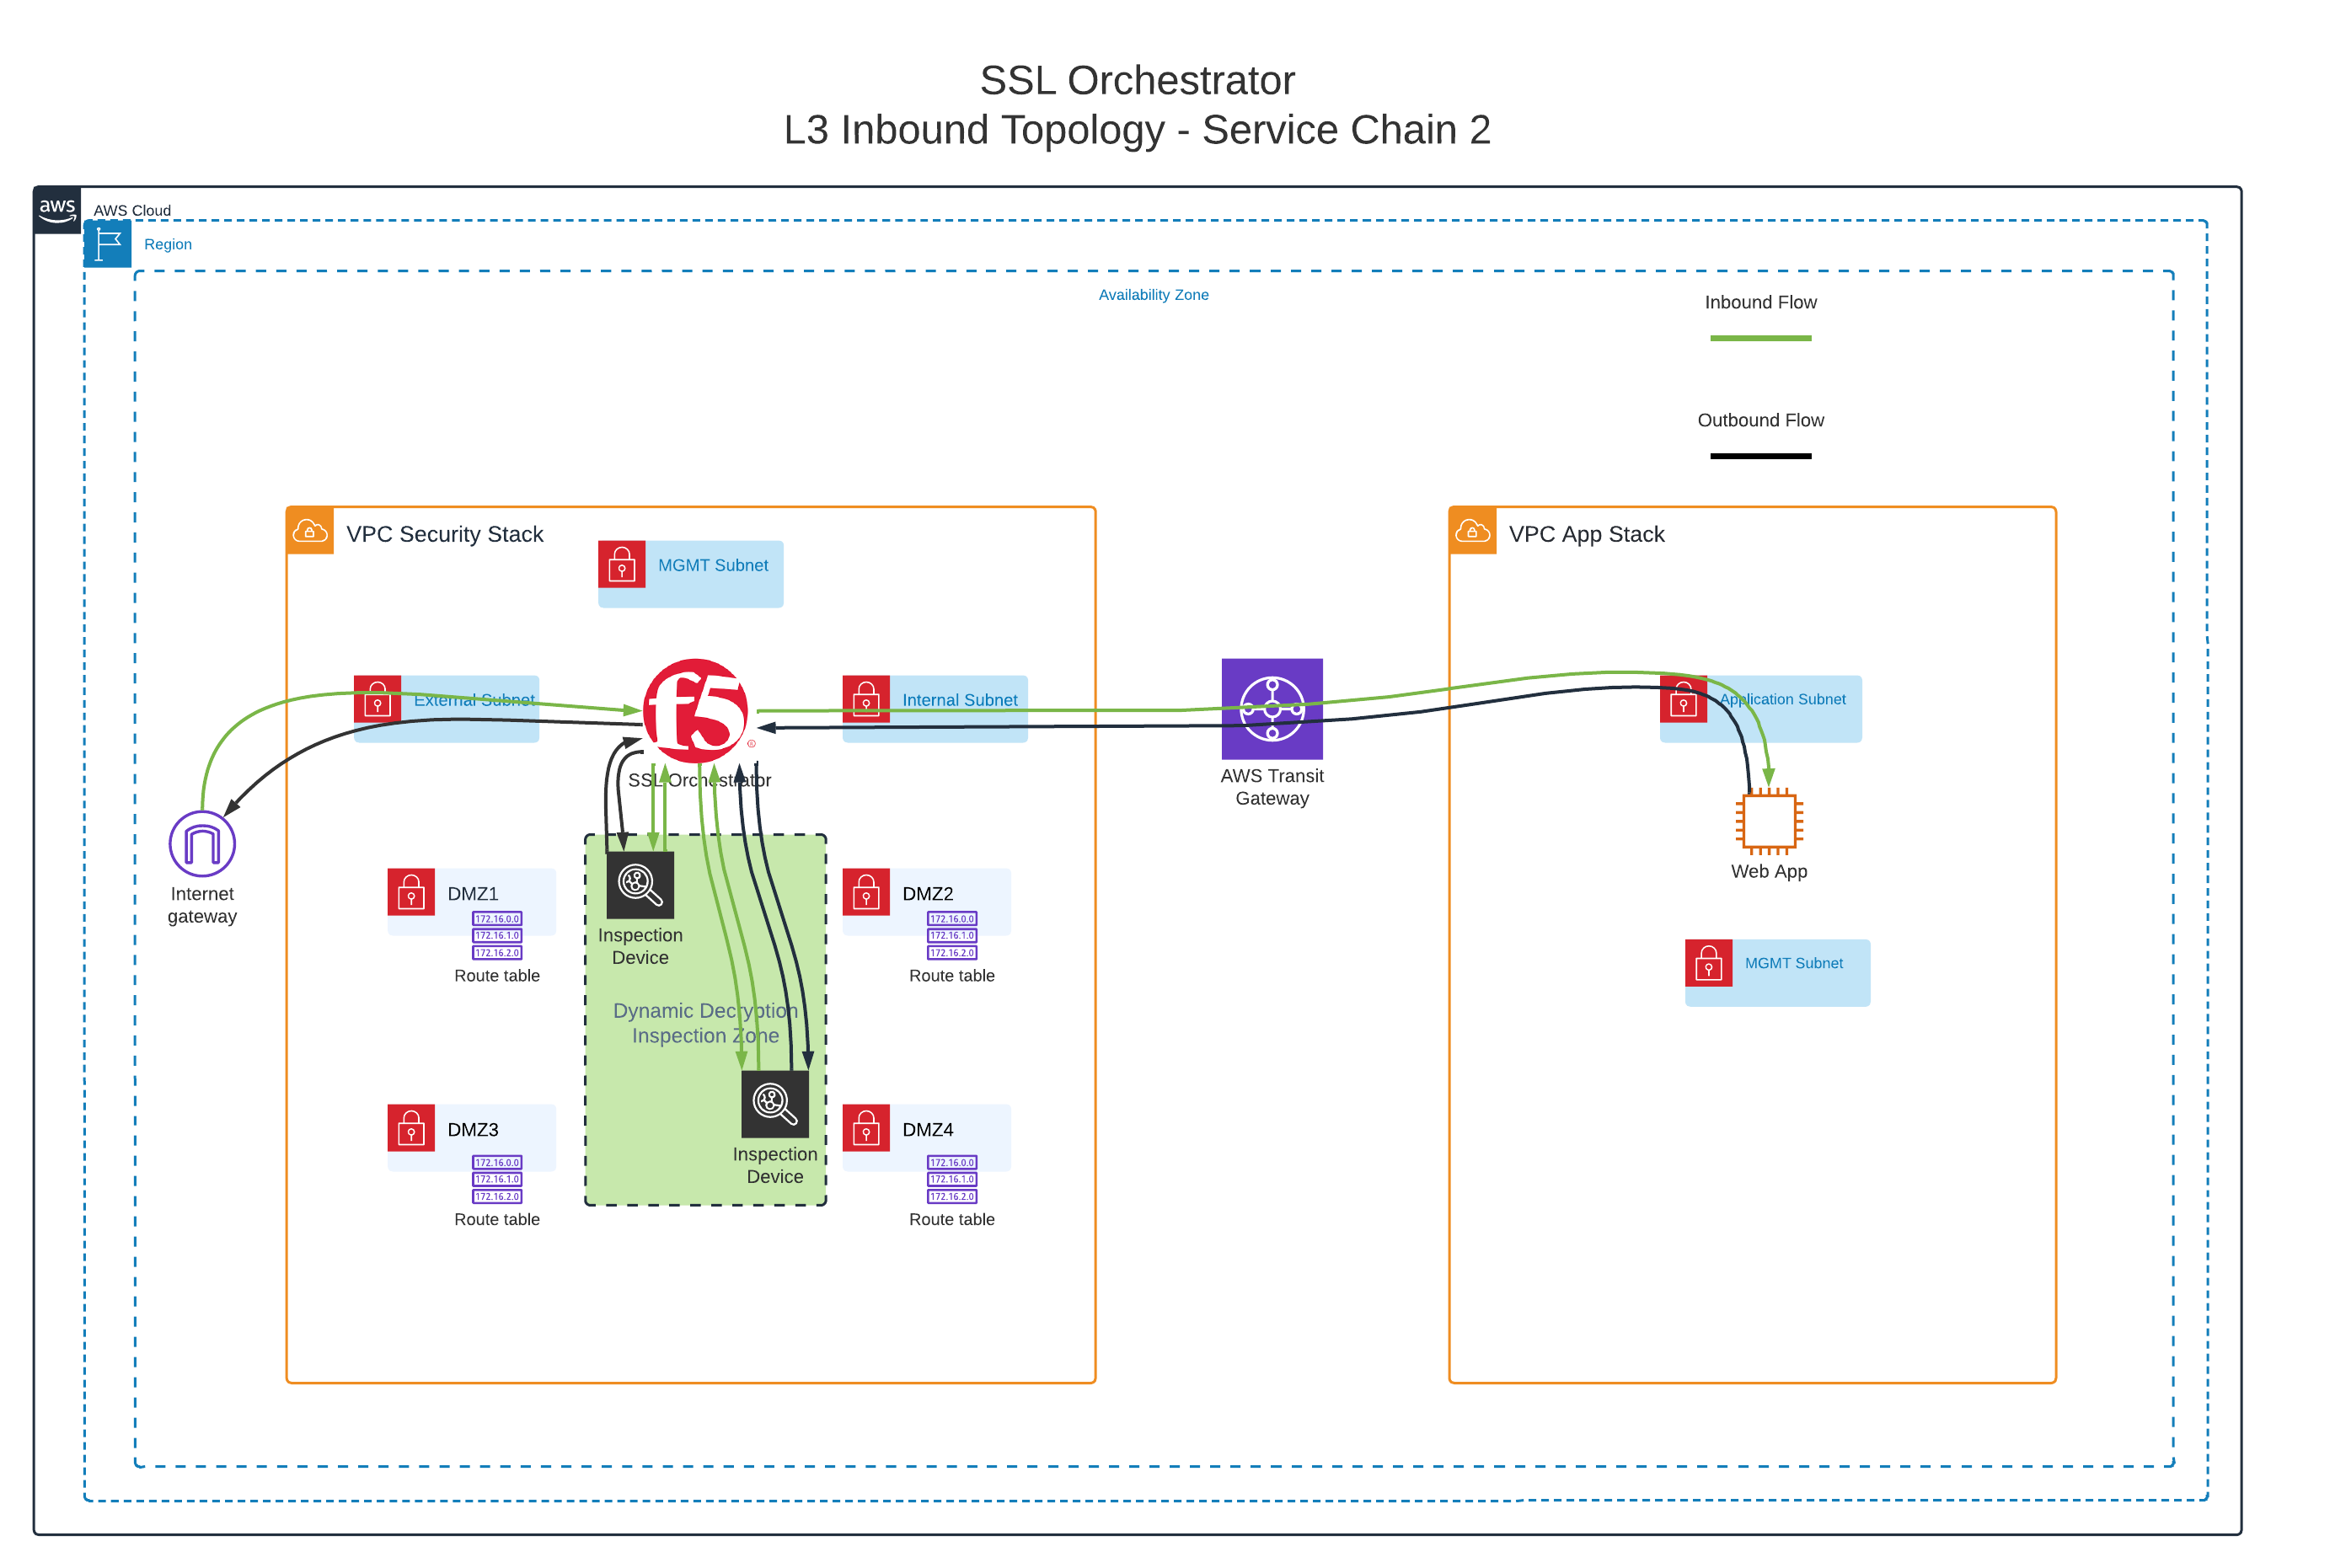 SSL Orchestrator
L3 Inbound Topology - Service Chain 2
aws
AWS Cloud
Region
Availability Zone
Inbound Flow
Outbound Flow
VPC Security Stack
MGMT Subnet
External Subnet
f5
®
SSL Orchestrator
Internal Subnet
Internet
gateway
DMZ1
172.16.0.0
172.16.1.0
172.16.2.0
Route table
Inspection
Device
DMZ2
172.16.0.0
172.16.1.0
172.16.2.0
Route table
Dynamic Decryption
Inspection Zone
DMZ3
172.16.0.0
172.16.1.0
172.16.2.0
Route table
Inspection
Device
DMZ4
172.16.0.0
172.16.1.0
172.16.2.0
Route table
AWS Transit
Gateway
VPC App Stack
Application Subnet
Web App
MGMT Subnet